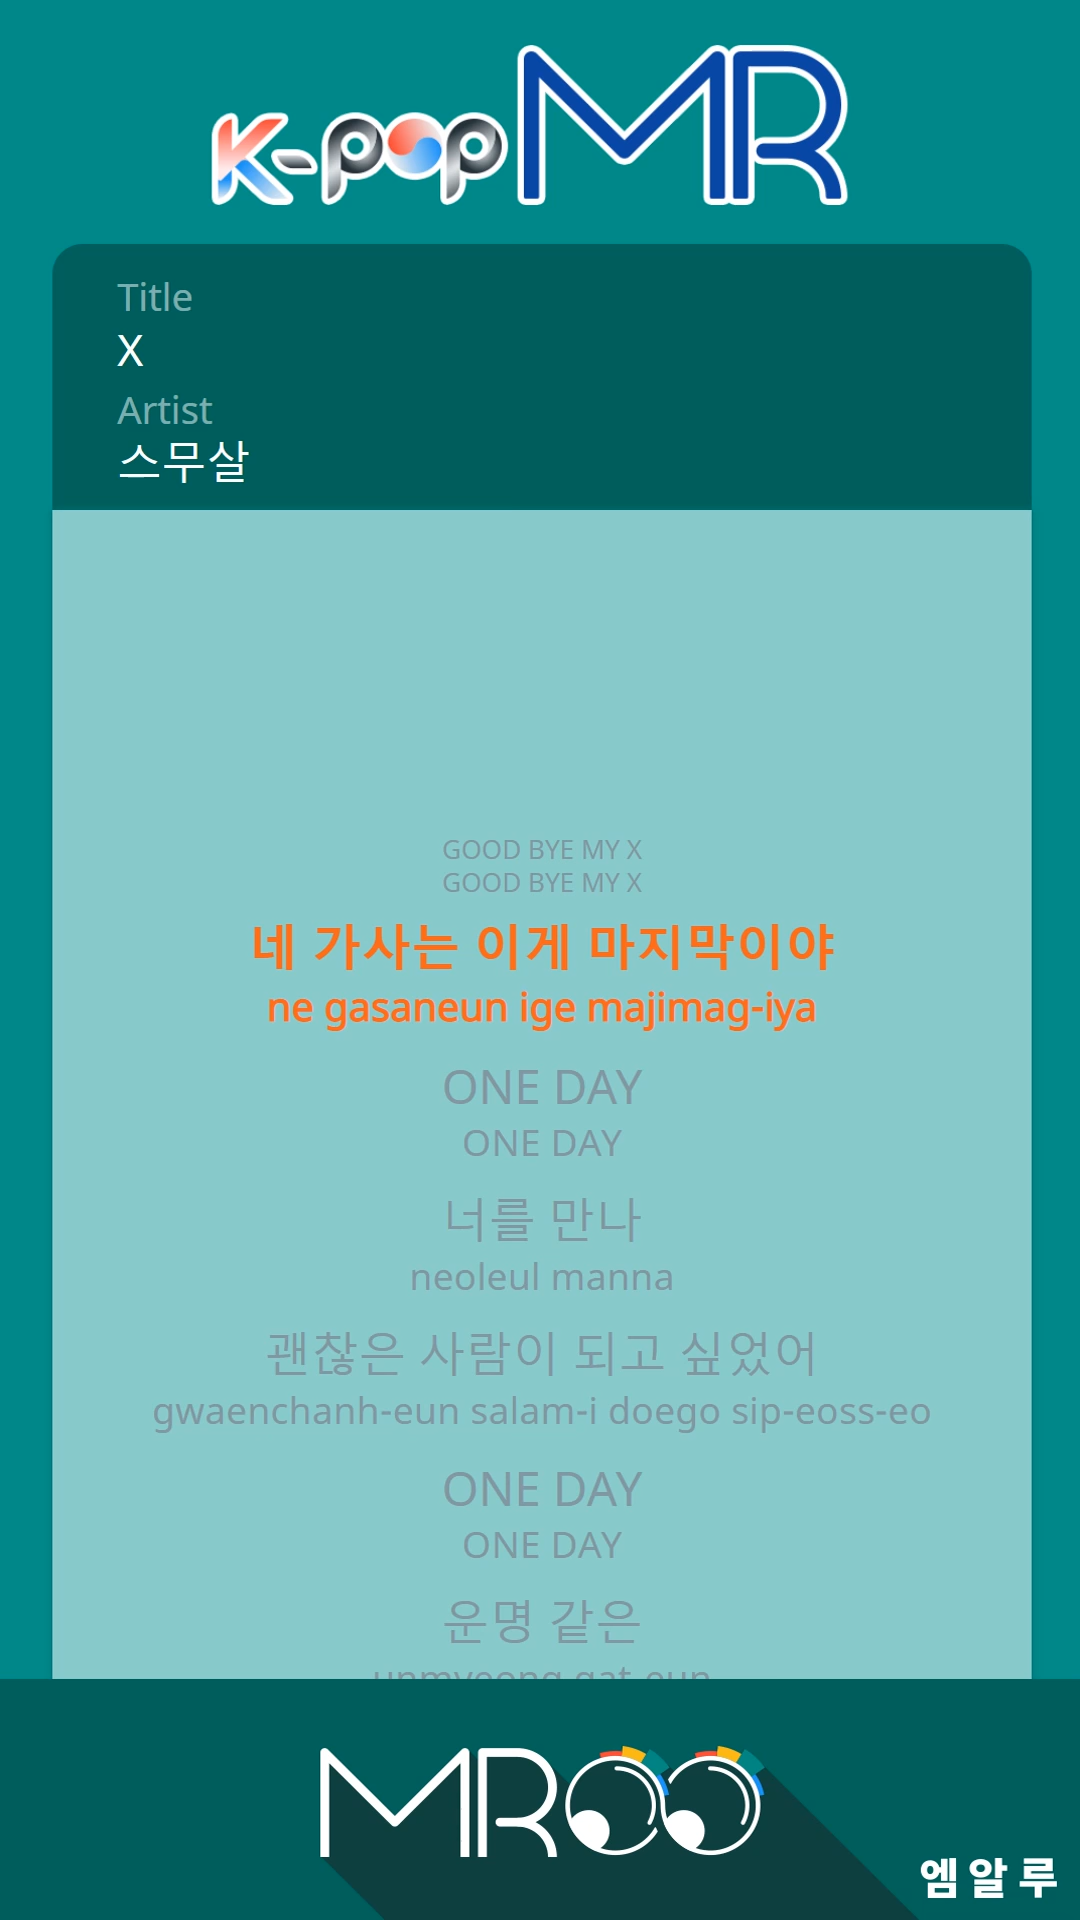 K-pop MR
Title
X
Artist
스무살
GOOD BYE MY X
GOOD BYE MY X
네 가사는 이게 마지막이야
ne gasaneun ige majimag-iya
ONE DAY
ONE DAY
너를 만나
neoleul manna
괜찮은 사람이 되고 싶었어
gwaenchanh-eun salam-i doego sip-eoss-eo
ONE DAY
ONE DAY
운명 같은
unmyeong gat-eun
MROO
엠알루